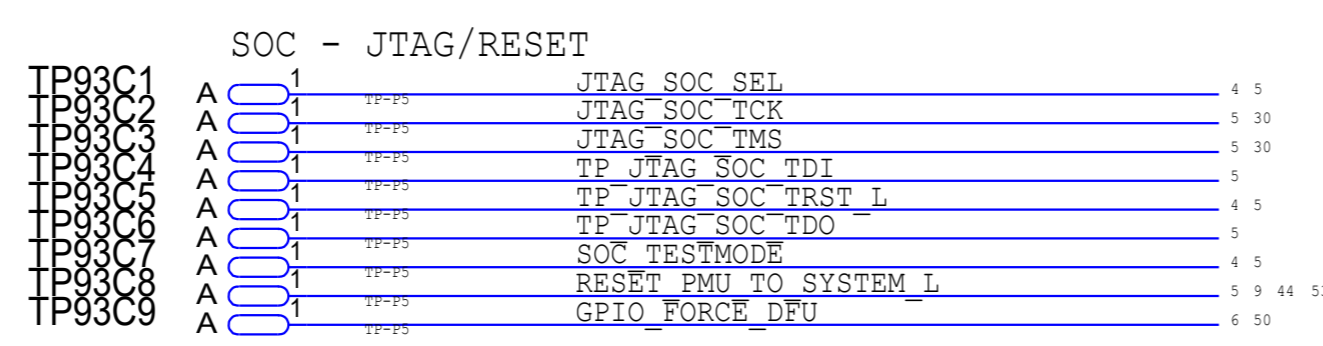 SOC - JTAG/RESET
TP93C1 A 1 TP-P5 JTAG_SOC_SEL 4 5
TP93C2 A 1 TP-P5 JTAG_SOC_TCK 5 30
TP93C3 A 1 TP-P5 JTAG_SOC_TMS 5 30
TP93C4 A 1 TP-P5 TP_JTAG_SOC_TDI 5
TP93C5 A 1 TP-P5 TP_JTAG_SOC_TRST_L 4 5
TP93C6 A 1 TP-P5 TP_JTAG_SOC_TDO 5
TP93C7 A 1 TP-P5 SOC_TESTMODE 4 5
TP93C8 A 1 TP-P5 RESET_PMU_TO_SYSTEM_L 5 9 44
TP93C9 A 1 TP-P5 GPIO_FORCE_DFU 6 50